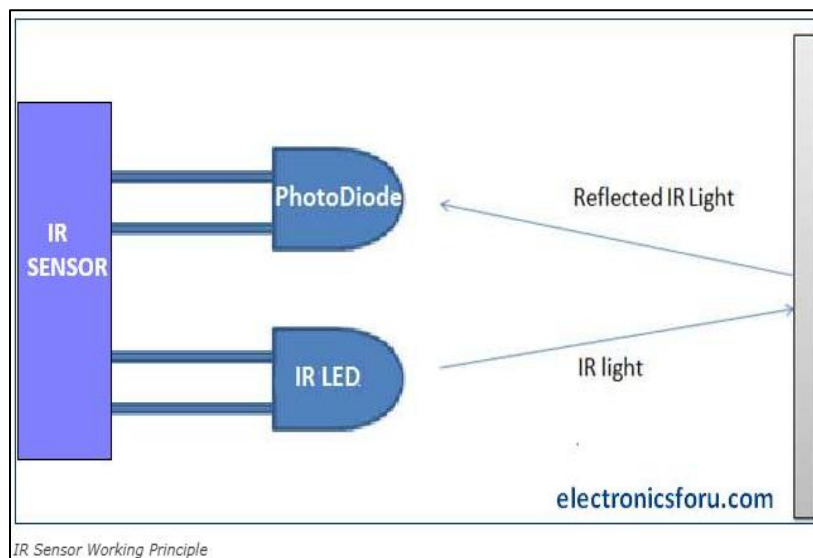 PhotoDiode
Reflected IR Light
IR
SENSOR
IR LED
IR light
electronicsforu.com
IR Sensor Working Principle